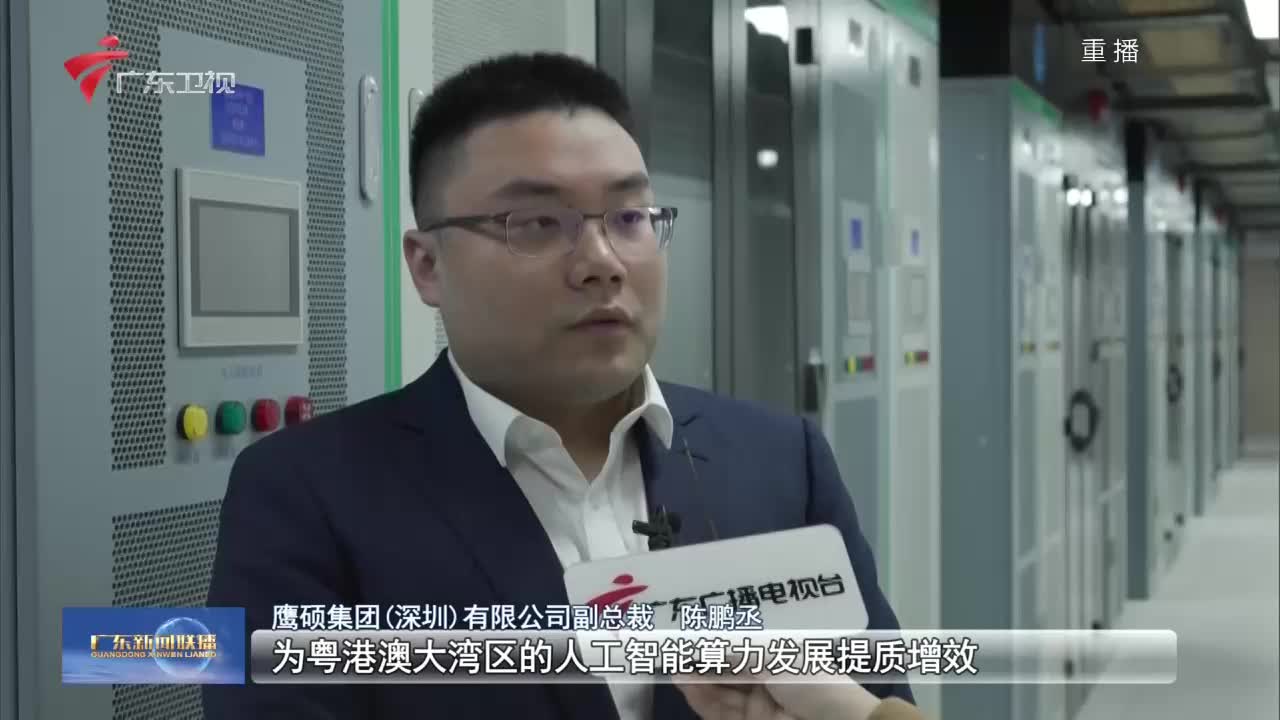 广东卫视
重播
广东广播电视台
鹰硕集团(深圳)有限公司副总裁 陈鹏丞
广东新闻联播
GUANGDONG XINWEN LIANBO
为粤港澳大湾区的人工智能算力发展提质增效